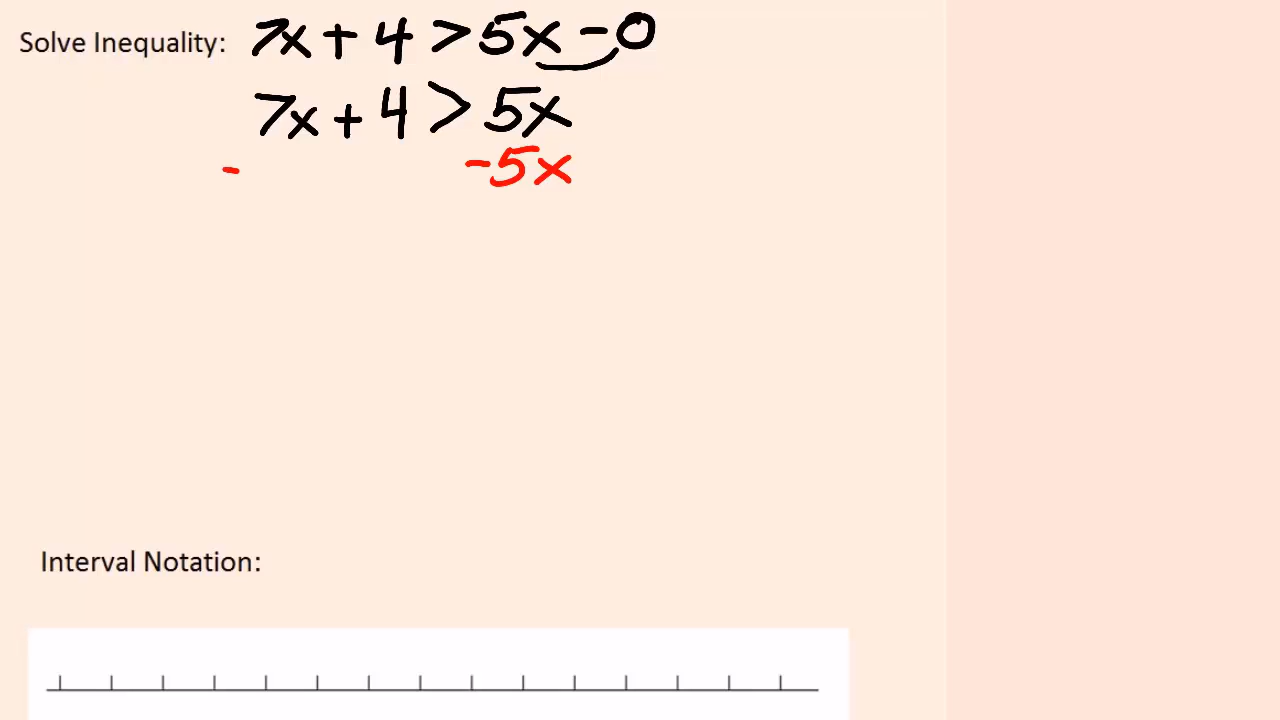 Solve Inequality: 7x + 4 > 5x - 0
7x + 4 > 5x
- -5x
Interval Notation: